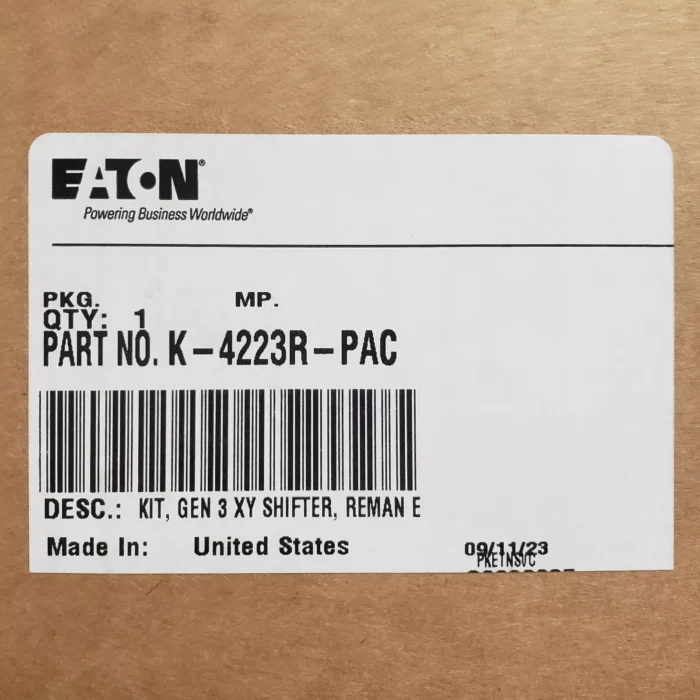 EATON®
Powering Business Worldwide®
PKG. MP.
QTY: 1
PART NO. K-4223R-PAC
DESC.: KIT, GEN 3 XY SHIFTER, REMAN E
Made In: United States 09/11/23
PKETNSVC